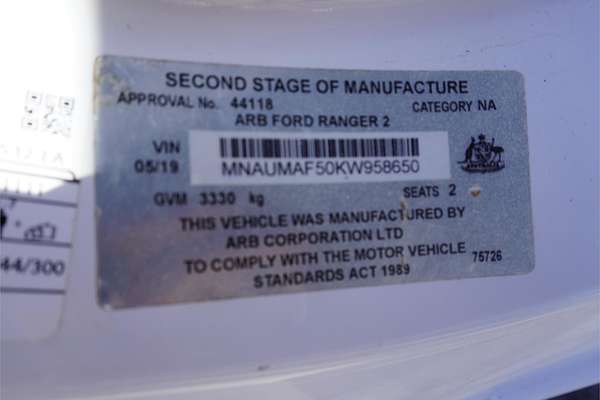 SECOND STAGE OF MANUFACTURE
APPROVAL No. 44118 CATEGORY NA
ARB FORD RANGER 2
VIN
05/19 MNAUMAF50KW958650
GVM 3330 kg SEATS 2
THIS VEHICLE WAS MANUFACTURED BY
ARB CORPORATION LTD
TO COMPLY WITH THE MOTOR VEHICLE 75726
STANDARDS ACT 1989
44/300